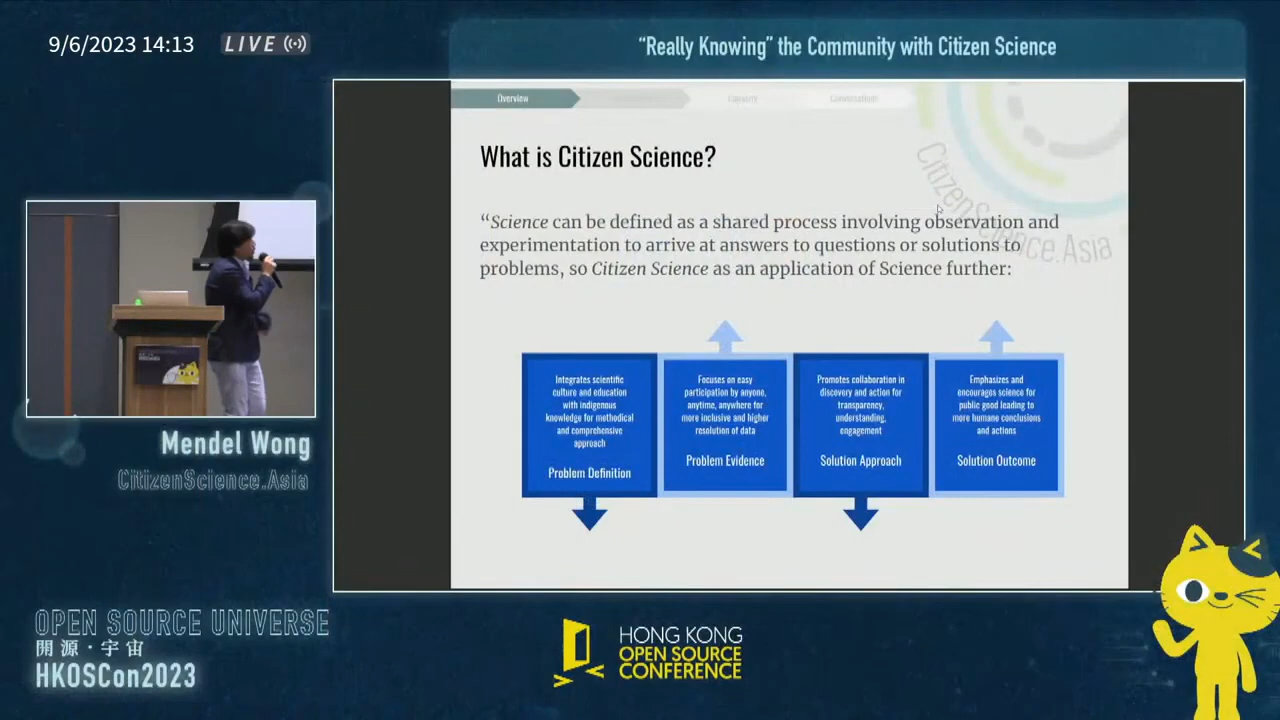 9/6/2023 14:13
LIVE
“Really Knowing” the Community with Citizen Science
Overview
Conversations
CitizenScience.Asia
What is Citizen Science?
“Science can be defined as a shared process involving observation and
experimentation to arrive at answers to questions or solutions to
problems, so Citizen Science as an application of Science further:
Integrates scientific
culture and education
with indigenous
knowledge for methodical
and comprehensive
approach
Problem Definition
Focuses on easy
participation by anyone,
anytime, anywhere for
more inclusive and higher
resolution of data
Problem Evidence
Promotes collaboration in
discovery and action for
transparency,
understanding,
engagement
Solution Approach
Emphasizes and
encourages science for
public good leading to
more humane conclusions
and actions
Solution Outcome
Mendel Wong
CitizenScience.Asia
OPEN SOURCE UNIVERSE
開源·宇宙
HKOSCon2023
HONG KONG
OPEN SOURCE
CONFERENCE